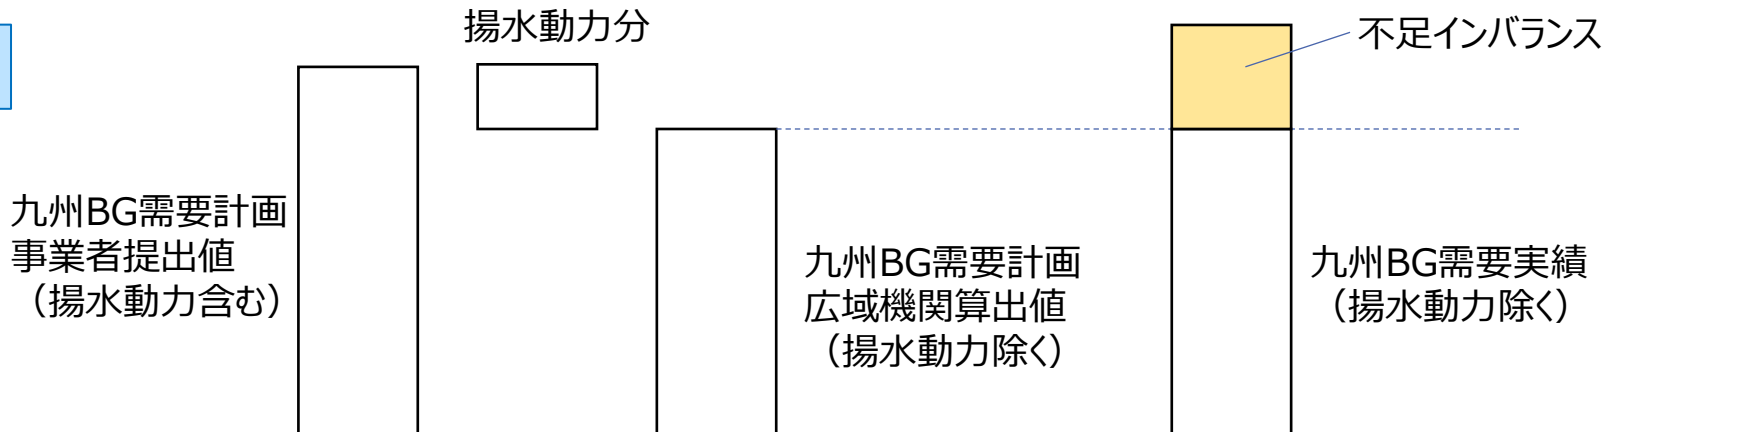 揚水動力分
不足インバランス
九州BG需要計画
事業者提出値
（揚水動力含む）
九州BG需要計画
広域機関算出値
（揚水動力除く）
九州BG需要実績
（揚水動力除く）